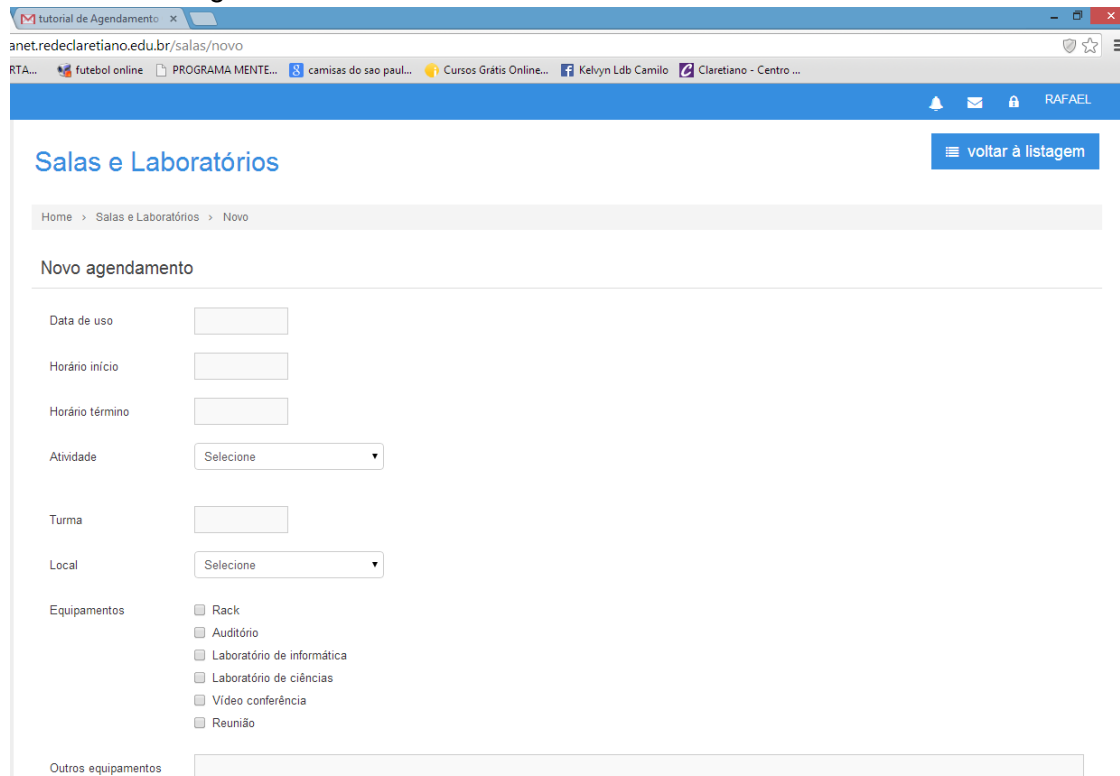 tutorial de Agendamento ×
anet.redeclaretiano.edu.br/salas/novo
RTA... futebol online PROGRAMA MENTE... camisas do sao paul... Cursos Grátis Online... Kelvyn Ldb Camilo Claretiano - Centro ...
RAFAEL
Salas e Laboratórios
voltar à listagem
Home > Salas e Laboratórios > Novo
Novo agendamento
Data de uso
Horário início
Horário término
Atividade Selecione
Turma
Local Selecione
Equipamentos Rack
Auditório
Laboratório de informática
Laboratório de ciências
Vídeo conferência
Reunião
Outros equipamentos